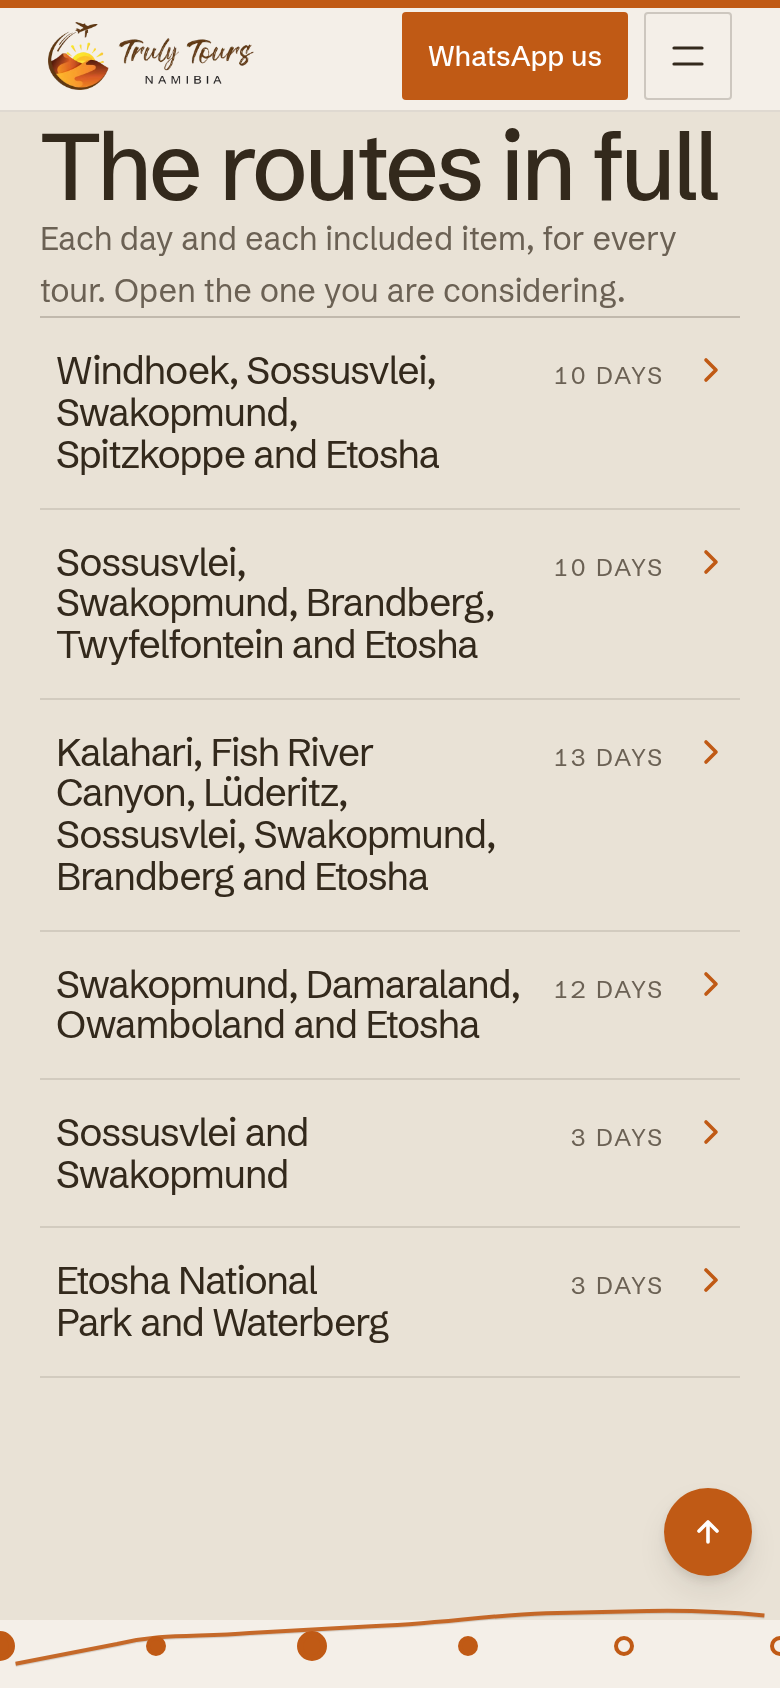 Truly Tours
NAMIBIA
WhatsApp us
The routes in full
Each day and each included item, for every
tour. Open the one you are considering.
Windhoek, Sossusvlei,
Swakopmund,
Spitzkoppe and Etosha
10 DAYS
Sossusvlei,
Swakopmund, Brandberg,
Twyfelfontein and Etosha
10 DAYS
Kalahari, Fish River
Canyon, Lüderitz,
Sossusvlei, Swakopmund,
Brandberg and Etosha
13 DAYS
Swakopmund, Damaraland,
Owamboland and Etosha
12 DAYS
Sossusvlei and
Swakopmund
3 DAYS
Etosha National
Park and Waterberg
3 DAYS